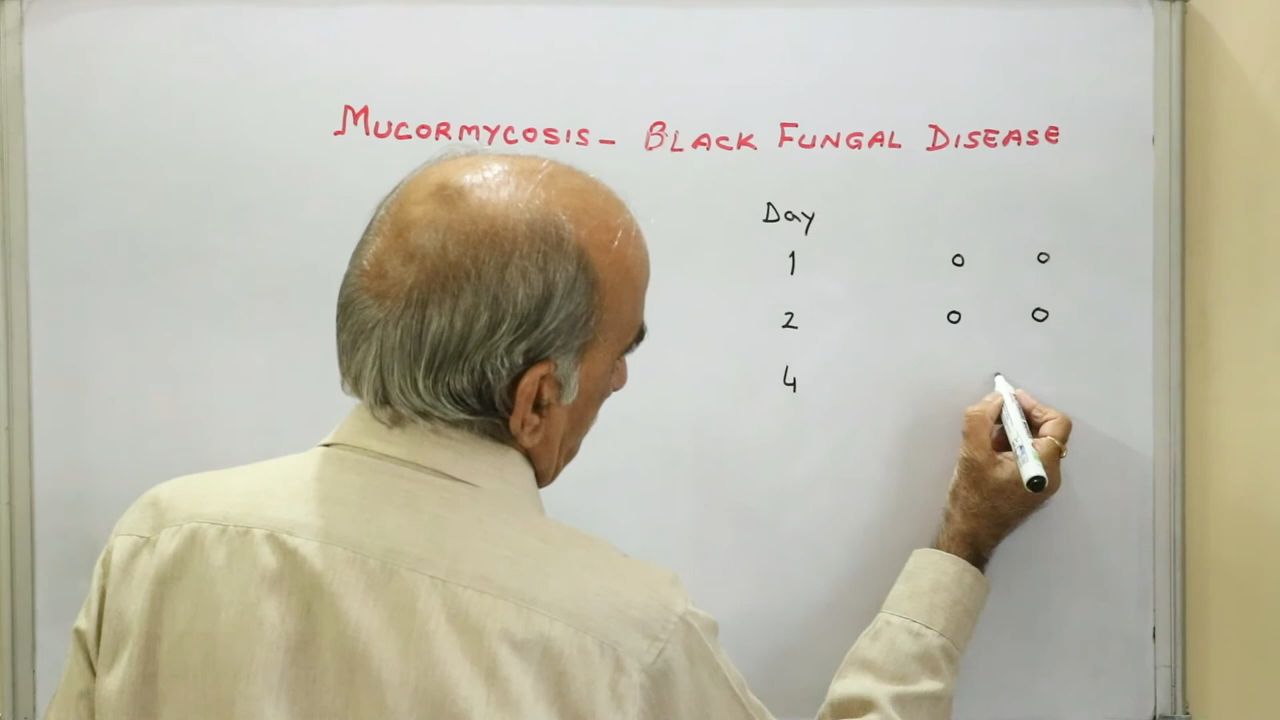 MUCORMYCOSIS - BLACK FUNGAL DISEASE
Day
1 o o
2 o o
4